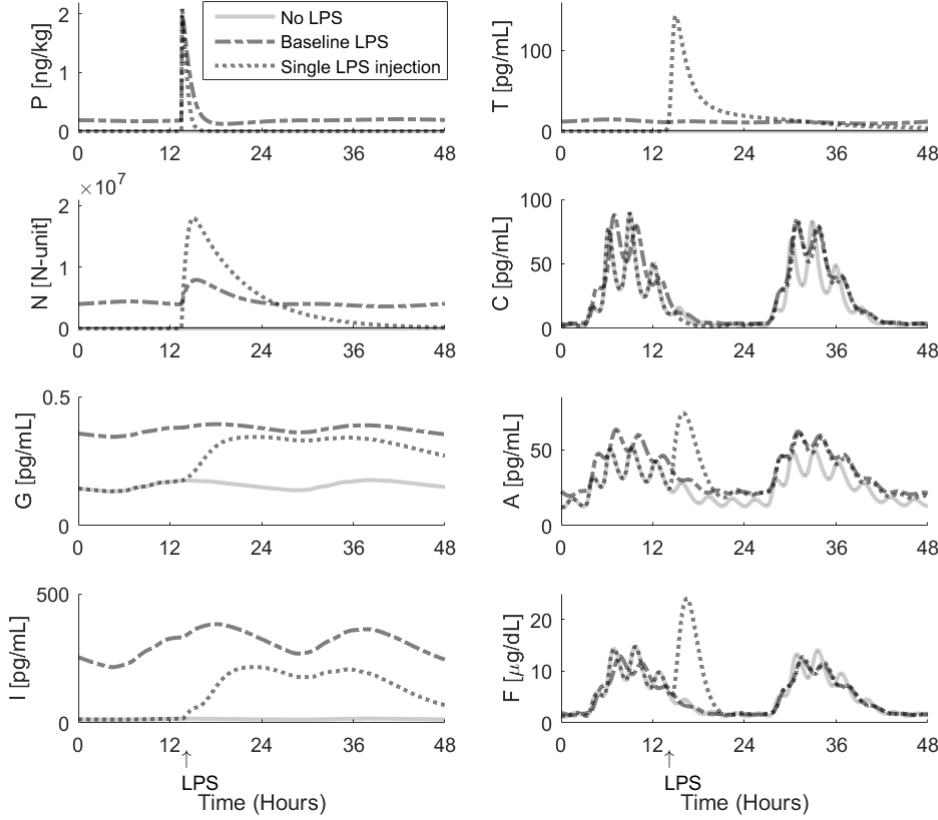 No LPS
Baseline LPS
Single LPS injection
P [ng/kg]
2
1
0
0 12 24 36 48
T [pg/mL]
100
0
0 12 24 36 48
×10^7
N [N-unit]
2
1
0
0 12 24 36 48
C [pg/mL]
100
50
0
0 12 24 36 48
G [pg/mL]
0.5
0
0 12 24 36 48
A [pg/mL]
50
0
0 12 24 36 48
I [pg/mL]
500
0
0 12 24 36 48
↑
LPS
Time (Hours)
F [μg/dL]
20
10
0
0 12 24 36 48
↑
LPS
Time (Hours)